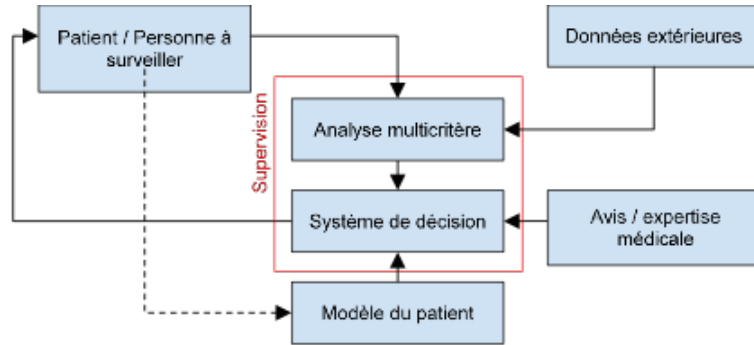 Patient / Personne à
surveiller
Données extérieures
Supervision
Analyse multicritère
Système de décision
Avis / expertise
médicale
Modèle du patient